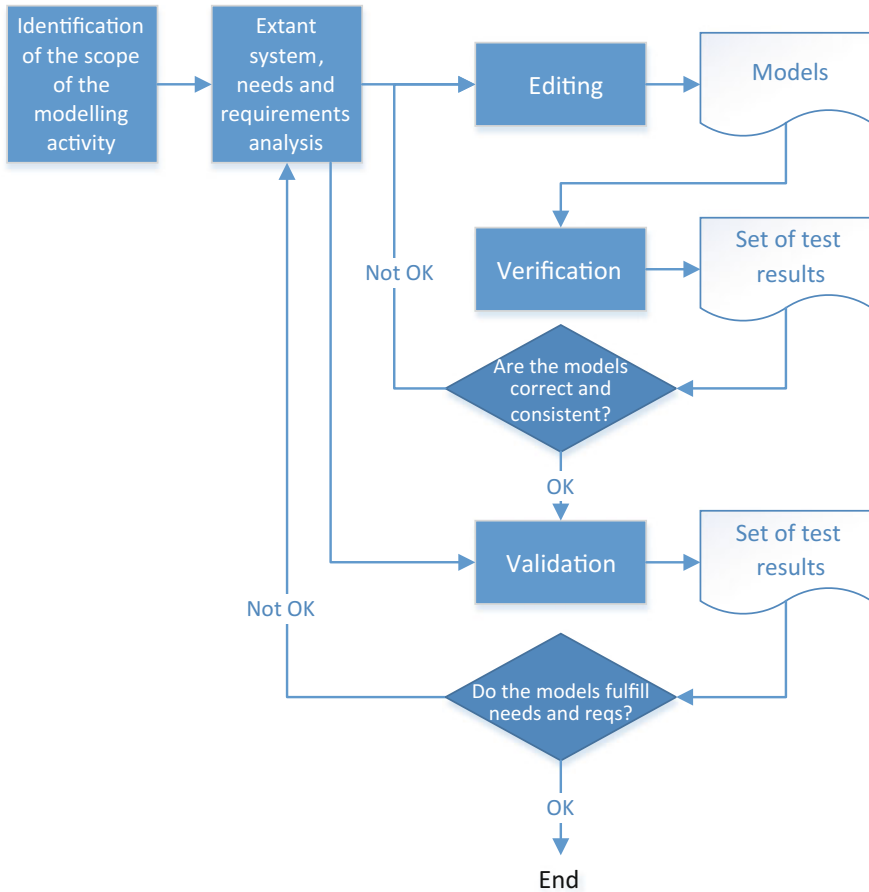 Identification
of the scope
of the
modelling
activity
Extant
system,
needs and
requirements
analysis
Editing
Models
Verification
Set of test
results
Not OK
Are the models
correct and
consistent?
OK
Validation
Set of test
results
Not OK
Do the models fulfill
needs and reqs?
OK
End